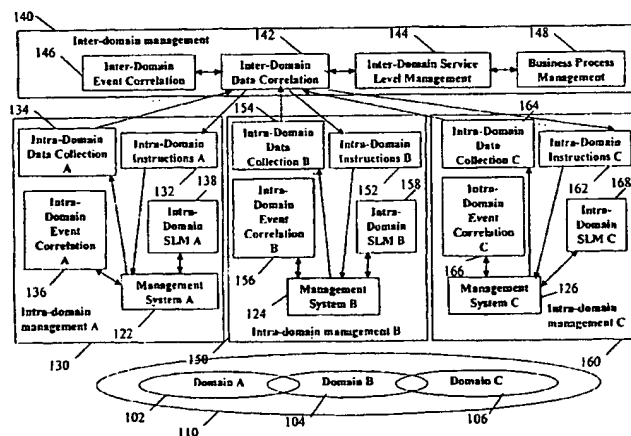 140
142
144
148
Inter-domain management
146
Inter-Domain
Event Correlation
Inter-Domain
Data Correlation
Inter-Domain Service
Level Management
Business Process
Management
134
154
164
Intra-Domain
Data Collection
A
Intra-Domain
Instructions A
Intra-Domain
Data
Collection B
Intra-Domain
Instructions B
Intra-Domain
Data
Collection C
Intra-Domain
Instructions C
132
138
152
158
162
168
Intra-
Domain
Event
Correlation A
Intra-
Domain
SLM A
Intra-
Domain
Event
Correlation B
Intra-
Domain
SLM B
Intra-
Domain
Event
Correlation
C
Intra-
Domain
SLM C
136
156
166
Management
System A
124
Management
System B
Management
System C
126
Intra-domain
management A
122
Intra-domain management B
Intra-domain
management C
130
150
160
Domain A
Domain B
Domain C
102
104
106
110